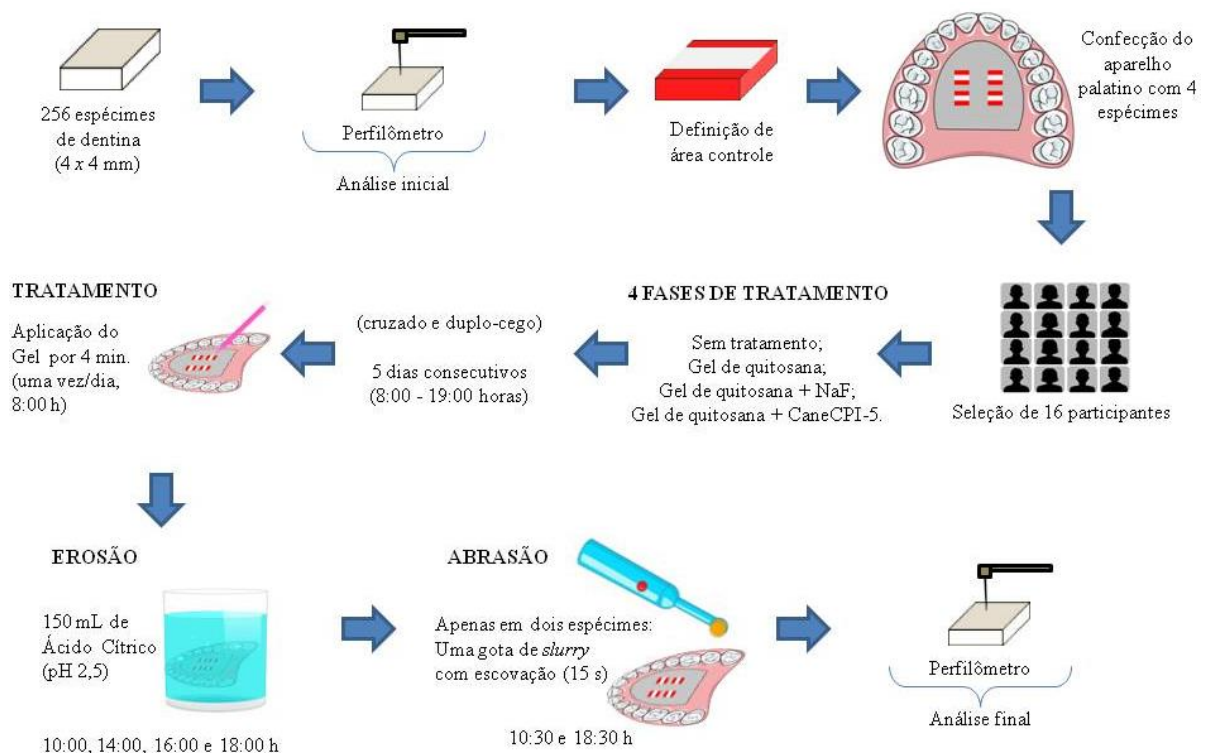 256 espécimes
de dentina
(4 x 4 mm)
Perfilômetro
Análise inicial
Definição de
área controle
Confecção do
aparelho
palatino com 4
espécimes
Seleção de 16 participantes
4 FASES DE TRATAMENTO
Sem tratamento;
Gel de quitosana;
Gel de quitosana + NaF;
Gel de quitosana + CaneCPI-5.
(cruzado e duplo-cego)
5 dias consecutivos
(8:00 - 19:00 horas)
TRATAMENTO
Aplicação do
Gel por 4 min.
(uma vez/dia,
8:00 h)
EROSÃO
150 mL de
Ácido Cítrico
(pH 2,5)
10:00, 14:00, 16:00 e 18:00 h
ABRASÃO
Apenas em dois espécimes:
Uma gota de slurry
com escovação (15 s)
10:30 e 18:30 h
Perfilômetro
Análise final